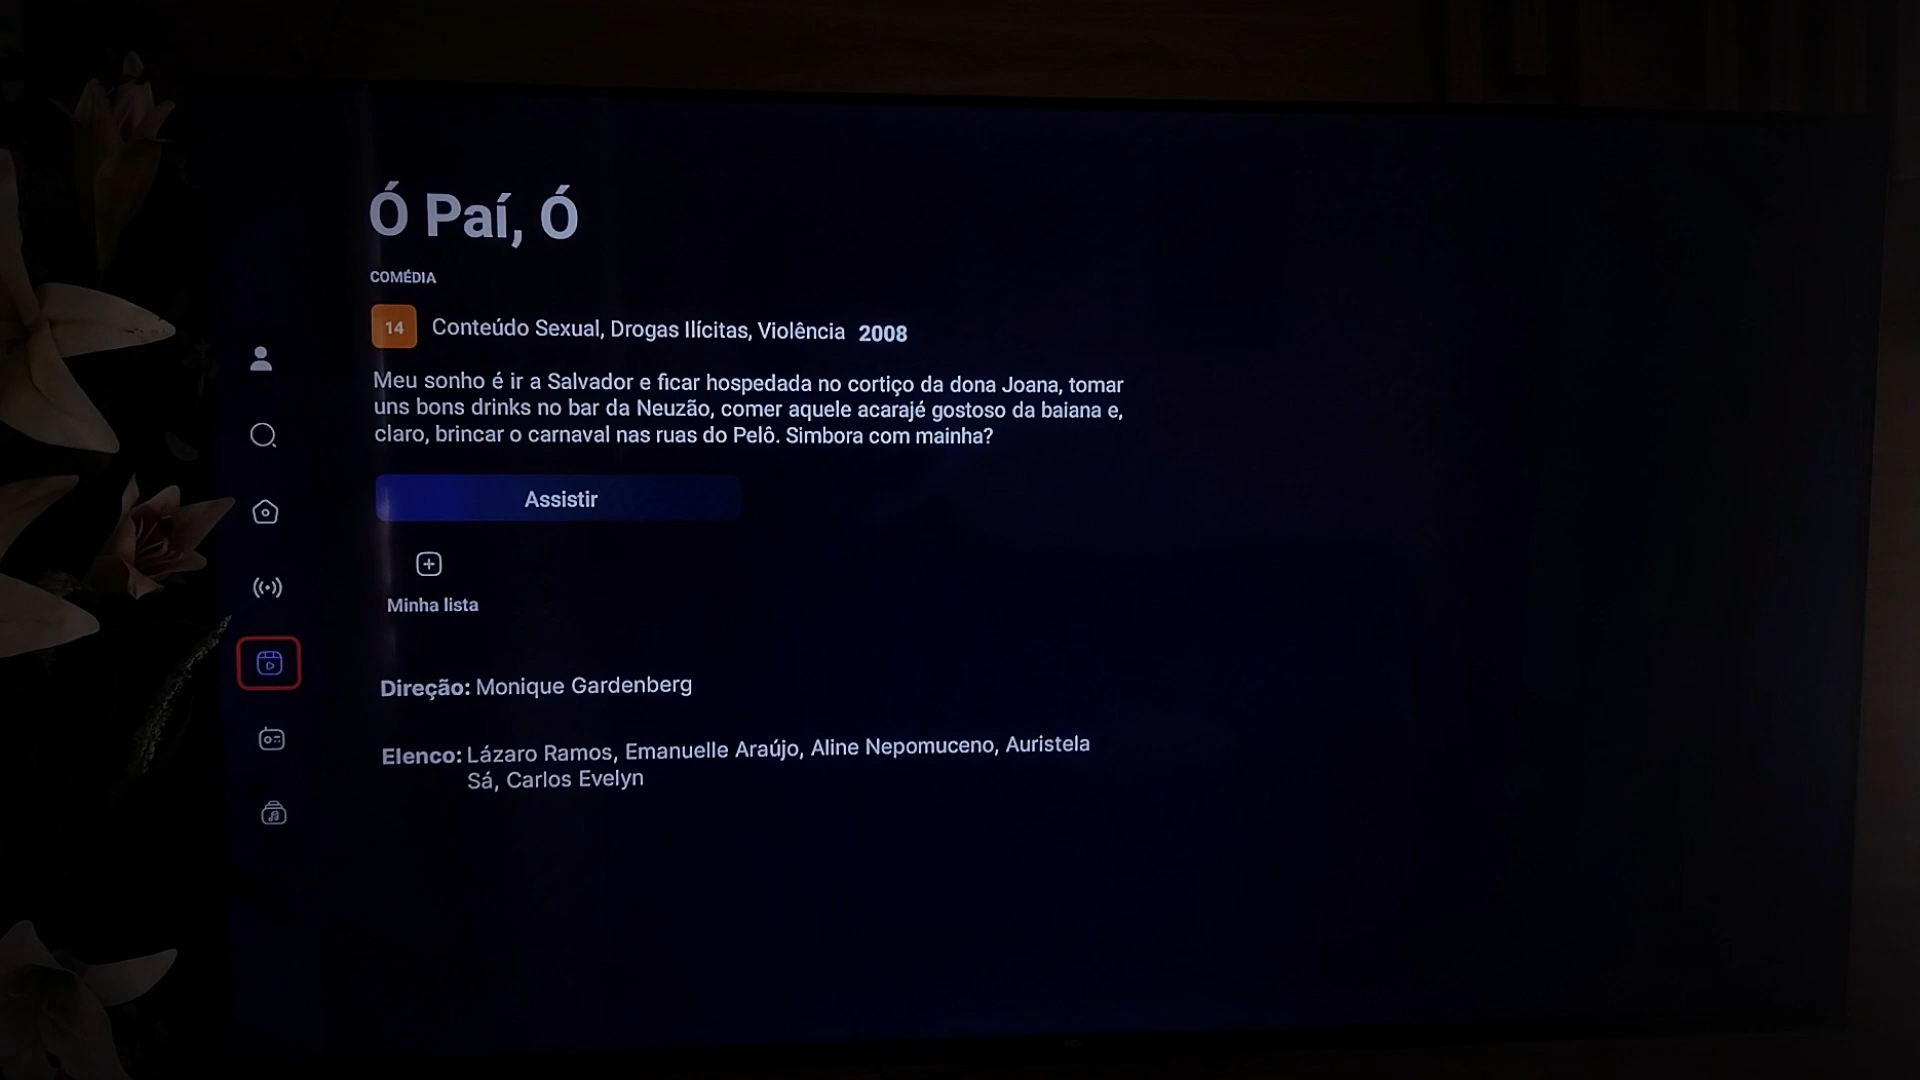 Ó Paí, Ó
COMÉDIA
14 Conteúdo Sexual, Drogas Ilícitas, Violência 2008
Meu sonho é ir a Salvador e ficar hospedada no cortiço da dona Joana, tomar
uns bons drinks no bar da Neuzão, comer aquele acarajé gostoso da baiana e,
claro, brincar o carnaval nas ruas do Pelô. Simbora com mainha?
Assistir
Minha lista
Direção: Monique Gardenberg
Elenco: Lázaro Ramos, Emanuelle Araújo, Aline Nepomuceno, Auristela
Sá, Carlos Evelyn